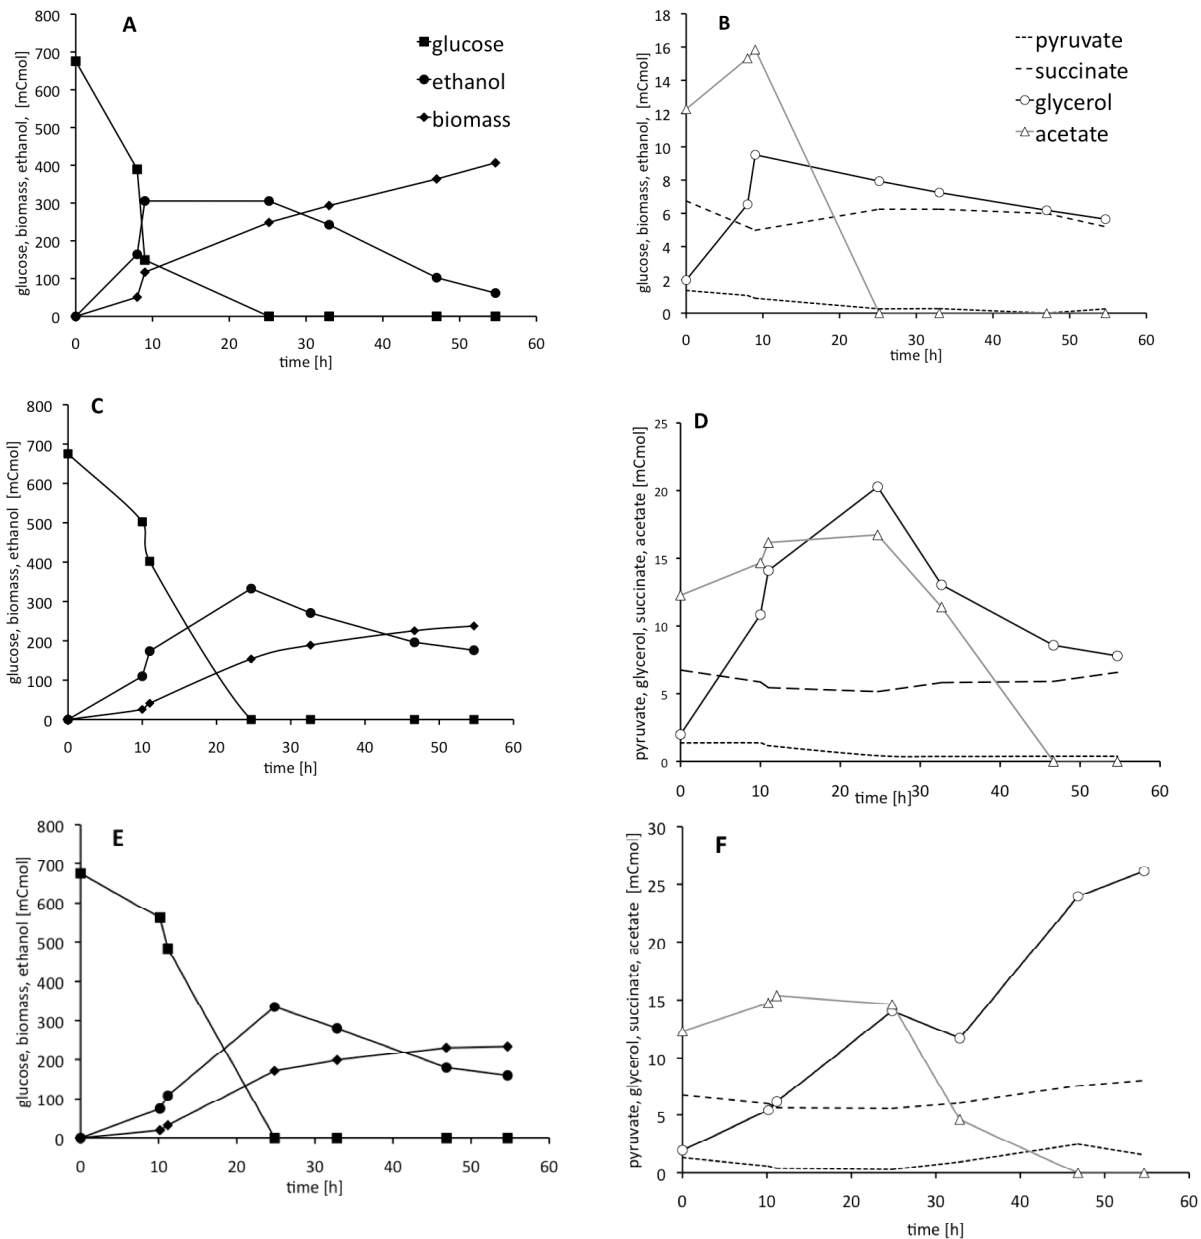 A
glucose
ethanol
biomass
glucose, biomass, ethanol, [mCmol]
800
700
600
500
400
300
200
100
0
0 10 20 30 40 50 60
time [h]
B
pyruvate
succinate
glycerol
acetate
glucose, biomass, ethanol, [mCmol]
18
16
14
12
10
8
6
4
2
0
0 10 20 30 40 50 60
time [h]
C
glucose, biomass, ethanol [mCmol]
800
700
600
500
400
300
200
100
0
0 10 20 30 40 50 60
time [h]
D
pyruvate, glycerol, succinate, acetate [mCmol]
25
20
15
10
5
0
0 10 20 30 40 50 60
time [h]
E
glucose, biomass, ethanol [mCmol]
800
700
600
500
400
300
200
100
0
0 10 20 30 40 50 60
time [h]
F
pyruvate, glycerol, succinate, acetate [mCmol]
30
25
20
15
10
5
0
0 10 20 30 40 50 60
time [h]